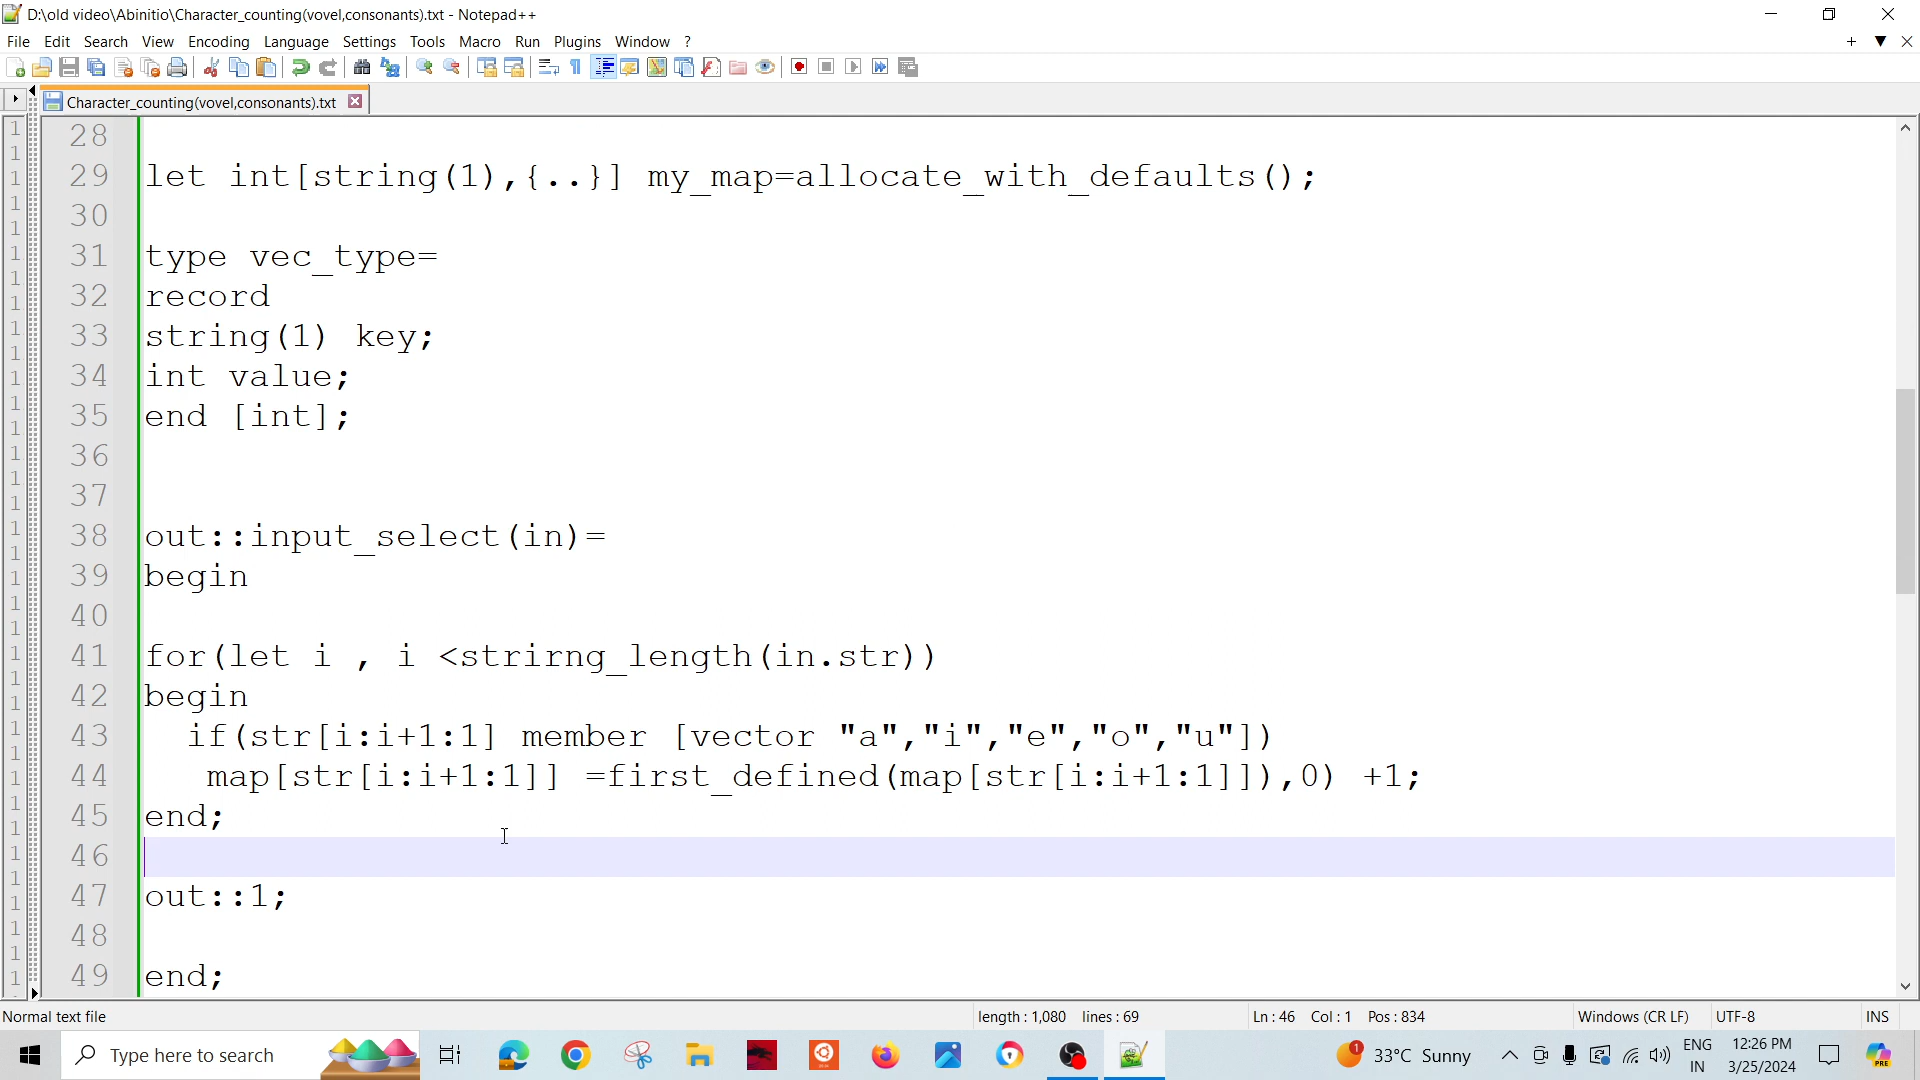 D:\old video\Abinitio\Character_counting(vovel,consonants).txt - Notepad++
File Edit Search View Encoding Language Settings Tools Macro Run Plugins Window ?
Character_counting(vovel,consonants).txt
28
29 let int[string(1),{..}] my_map=allocate_with_defaults();
30
31 type vec_type=
32 record
33 string(1) key;
34 int value;
35 end [int];
36
37
38 out::input_select(in)=
39 begin
40
41 for(let i , i <strirng_length(in.str))
42 begin
43 if(str[i:i+1:1] member [vector "a","i","e","o","u"])
44 map[str[i:i+1:1]] =first_defined(map[str[i:i+1:1]]),0) +1;
45 end;
46
47 out::1;
48
49 end;
Normal text file length : 1,080 lines : 69 Ln : 46 Col : 1 Pos : 834 Windows (CR LF) UTF-8 INS
Type here to search 33°C Sunny ENG IN 12:26 PM 3/25/2024